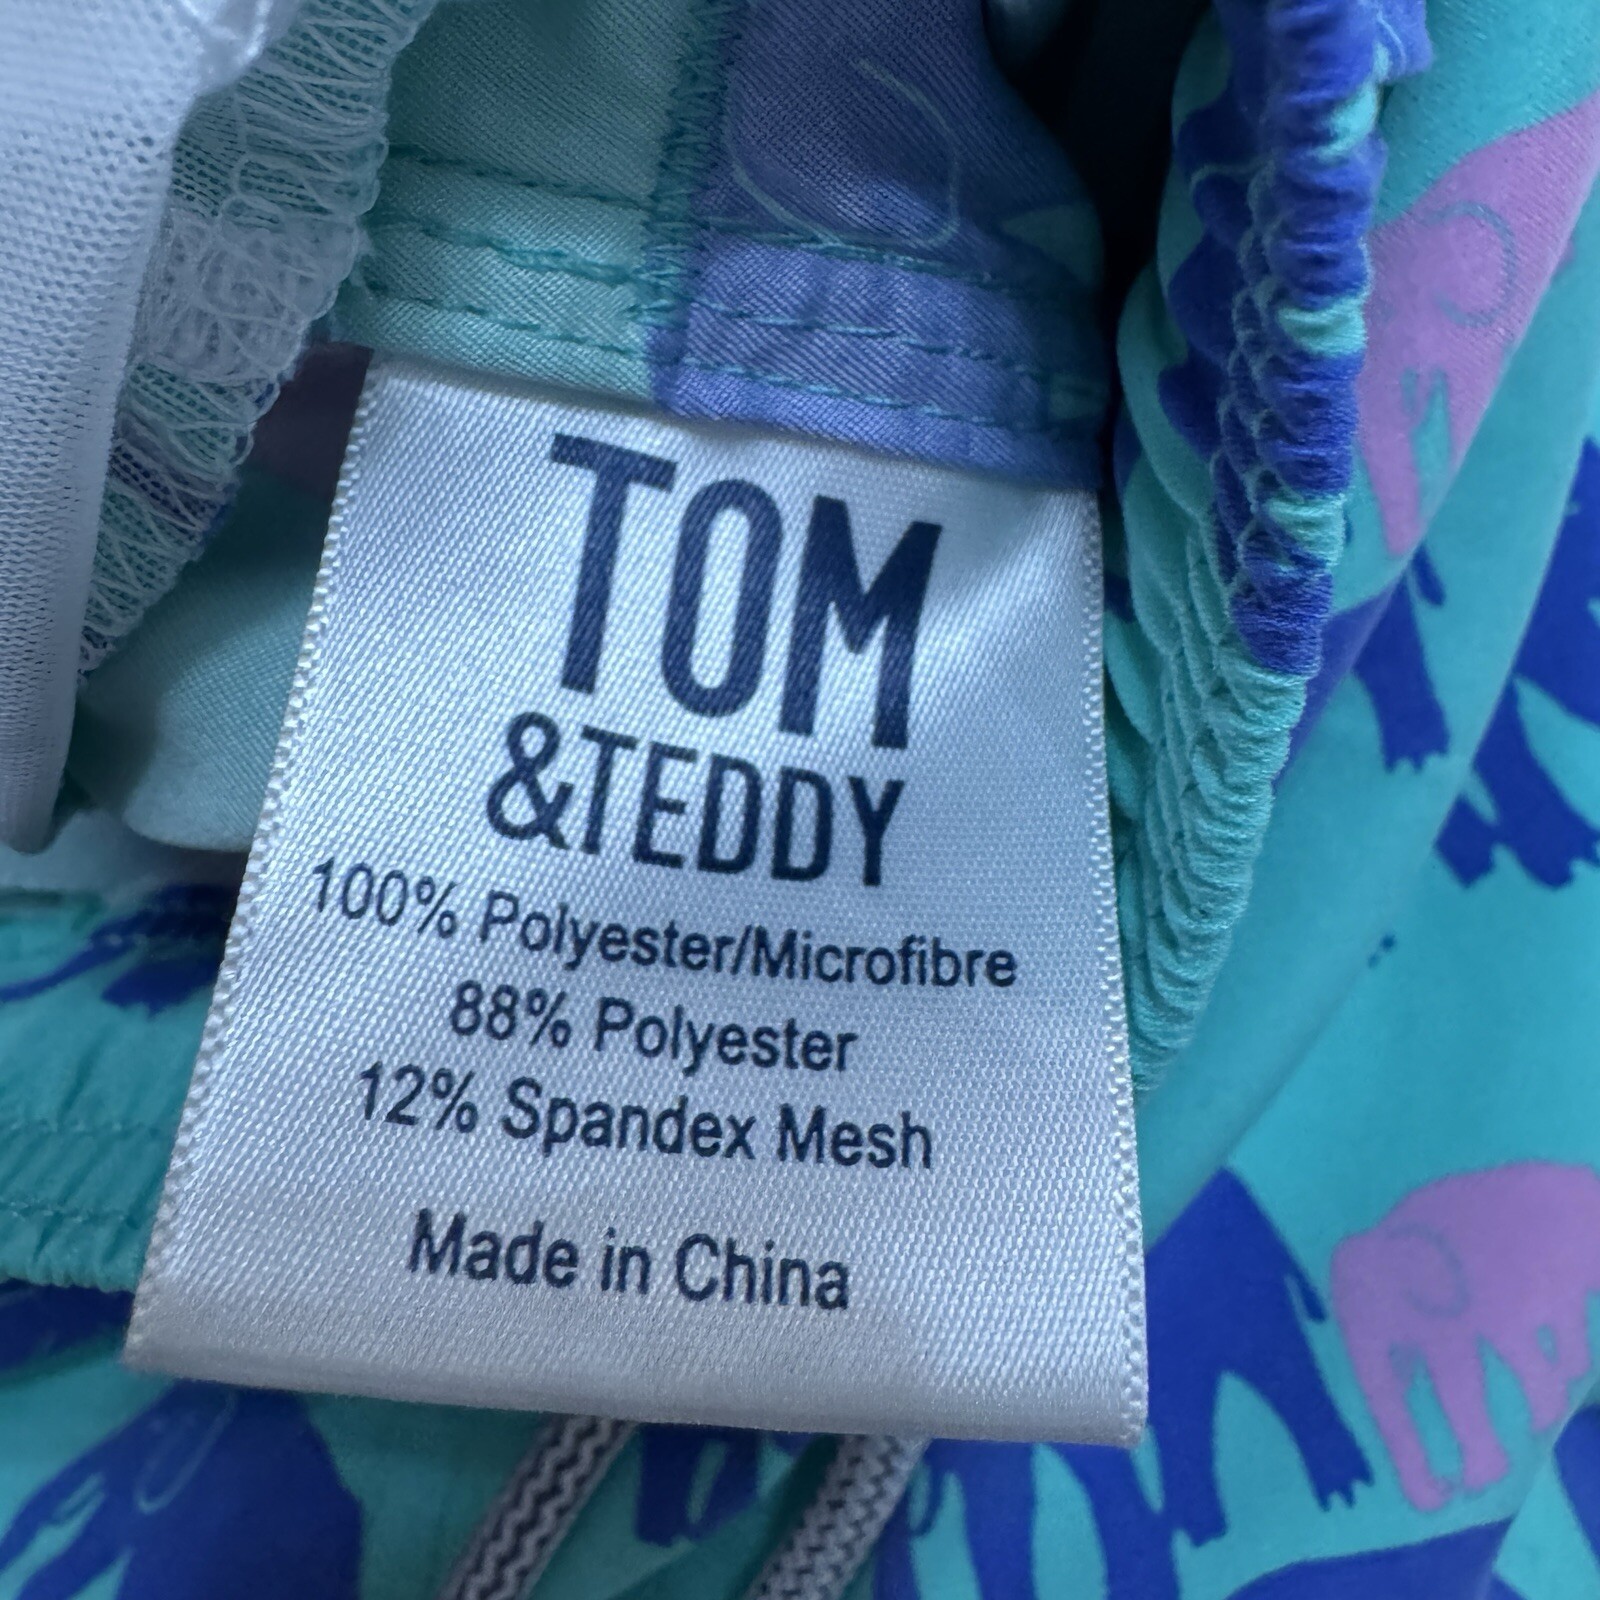 TOM
&TEDDY
100% Polyester/Microfibre
88% Polyester
12% Spandex Mesh
Made in China